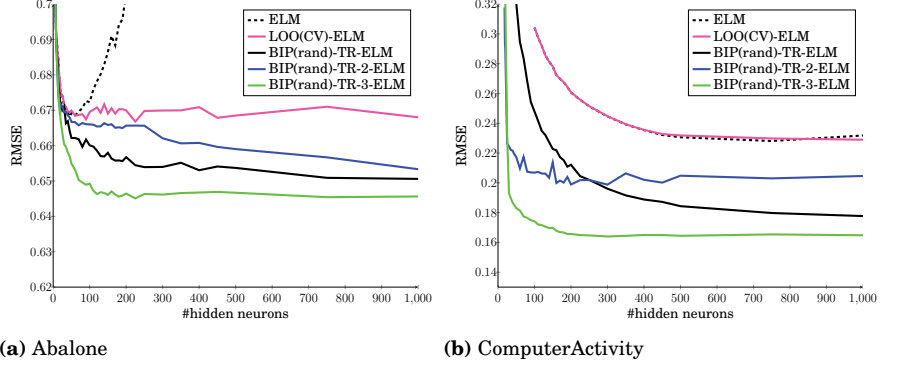 0.7
0.69
0.68
0.67
0.66
0.65
0.64
0.63
0.62
RMSE
0 100 200 300 400 500 600 700 800 900 1,000
#hidden neurons
ELM
LOO(CV)-ELM
BIP(rand)-TR-ELM
BIP(rand)-TR-2-ELM
BIP(rand)-TR-3-ELM
(a) Abalone
0.32
0.3
0.28
0.26
0.24
0.22
0.2
0.18
0.16
0.14
RMSE
0 100 200 300 400 500 600 700 800 900 1,000
#hidden neurons
ELM
LOO(CV)-ELM
BIP(rand)-TR-ELM
BIP(rand)-TR-2-ELM
BIP(rand)-TR-3-ELM
(b) ComputerActivity